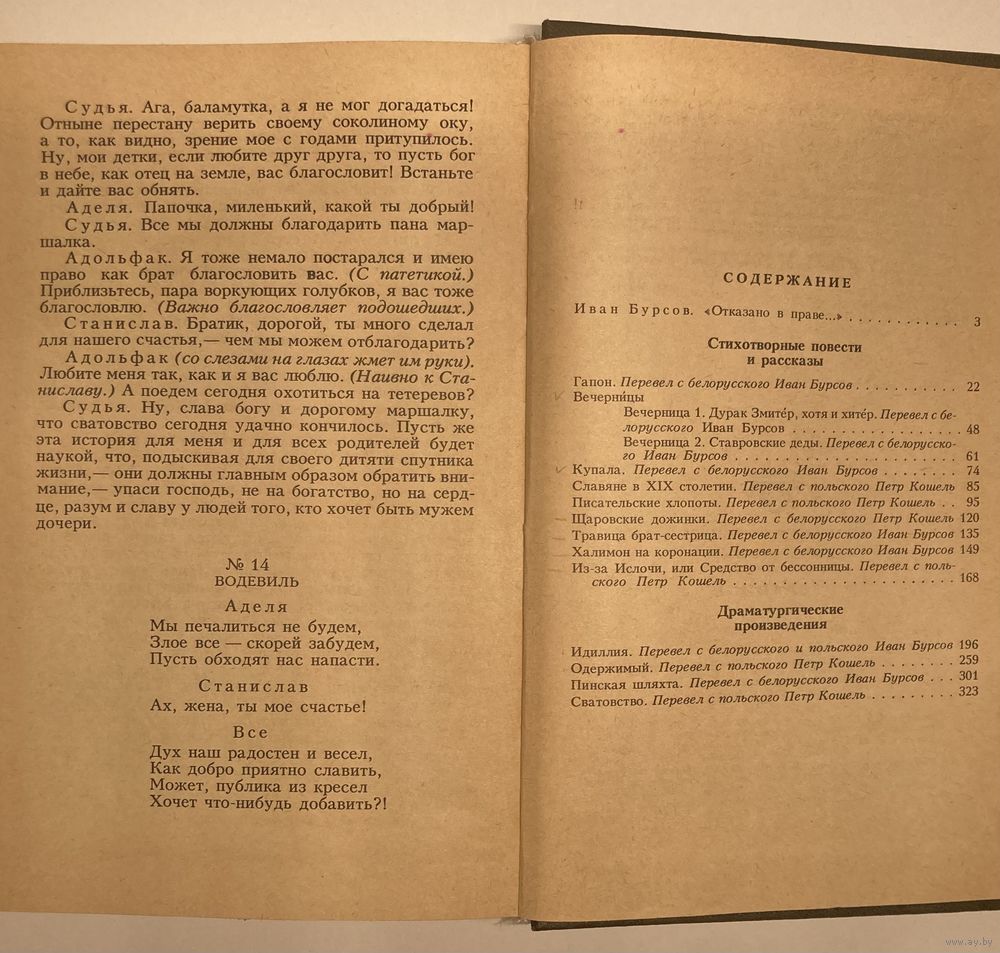 Судья. Ага, баламутка, а я не мог догадаться!
Отныне перестану верить своему соколиному оку,
а то, как видно, зрение мое с годами притупилось.
Ну, мои детки, если любите друг друга, то пусть бог
в небе, как отец на земле, вас благословит! Встаньте
и дайте вас обнять.
Аделя. Папочка, миленький, какой ты добрый!
Судья. Все мы должны благодарить пана мар-
шалка.
Адольфак. Я тоже немало постарался и имею
право как брат благословить вас. (С патетикой.)
Приблизьтесь, пара воркующих голубков, я вас тоже
благословлю. (Важно благословляет подошедших.)
Станислав. Братик, дорогой, ты много сделал
для нашего счастья,— чем мы можем отблагодарить?
Адольфак (со слезами на глазах жмет им руки).
Любите меня так, как и я вас люблю. (Наивно к Ста-
ниславу.) А поедем сегодня охотиться на тетеревов?
Судья. Ну, слава богу и дорогому маршалку,
что сватовство сегодня удачно кончилось. Пусть же
эта история для меня и для всех родителей будет
наукой, что, подыскивая для своего дитяти спутника
жизни,— они должны главным образом обратить вни-
мание,— упаси господь, не на богатство, но на серд-
це, разум и славу у людей того, кто хочет быть мужем
дочери.
№ 14
ВОДЕВИЛЬ
Аделя
Мы печалиться не будем,
Злое все — скорей забудем,
Пусть обходят нас напасти.
Станислав
Ах, жена, ты мое счастье!
Все
Дух наш радостен и весел,
Как добро приятно славить,
Может, публика из кресел
Хочет что-нибудь добавить?!
СОДЕРЖАНИЕ
Иван Бурсов. «Отказано в праве...» . . . . . . . . . . . 3
Стихотворные повести
и рассказы
Гапон. Перевел с белорусского Иван Бурсов . . . . . . . . . . 22
Вечерницы
Вечерница 1. Дурак Змитéр, хотя и хитёр. Перевел с бе-
лорусского Иван Бурсов . . . . . . . . . . . . . . . . 48
Вечерница 2. Ставровские деды. Перевел с белорусско-
го Иван Бурсов . . . . . . . . . . . . . . . . . . . . 61
Купала. Перевел с белорусского Иван Бурсов . . . . . . . . 74
Славяне в XIX столетии. Перевел с польского Петр Кошель 85
Писательские хлопоты. Перевел с польского Петр Кошель . . 95
Щаровские дожинки. Перевел с белорусского Петр Кошель 120
Травица брат-сестрица. Перевел с белорусского Иван Бурсов 135
Халимон на коронации. Перевел с белорусского Иван Бурсов 149
Из-за Ислочи, или Средство от бессонницы. Перевел с поль-
ского Петр Кошель . . . . . . . . . . . . . . . . . . . . . . . 168
Драматургические
произведения
Идиллия. Перевел с белорусского и польского Иван Бурсов 196
Одержимый. Перевел с польского Петр Кошель . . . . . . . . 259
Пинская шляхта. Перевел с белорусского Иван Бурсов . . . 301
Сватовство. Перевел с польского Петр Кошель . . . . . . . . . 323
www.ay.by